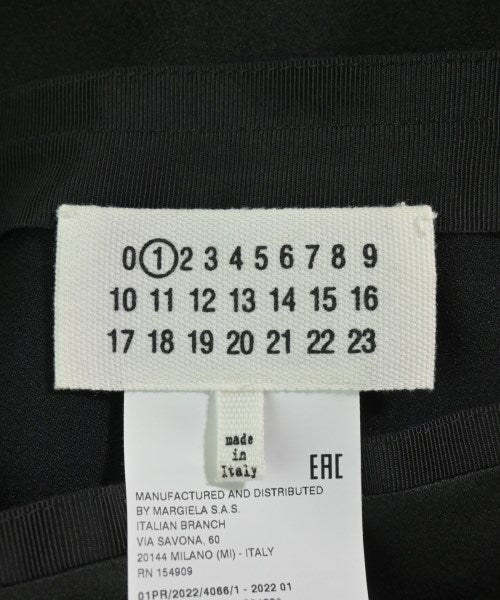 0 1 2 3 4 5 6 7 8 9
10 11 12 13 14 15 16
17 18 19 20 21 22 23
made
in
Italy
EAC
MANUFACTURED AND DISTRIBUTED
BY MARGIELA S.A.S.
ITALIAN BRANCH
VIA SAVONA, 60
20144 MILANO (MI) - ITALY
RN 154909
01PR/2022/4066/1 - 2022 01